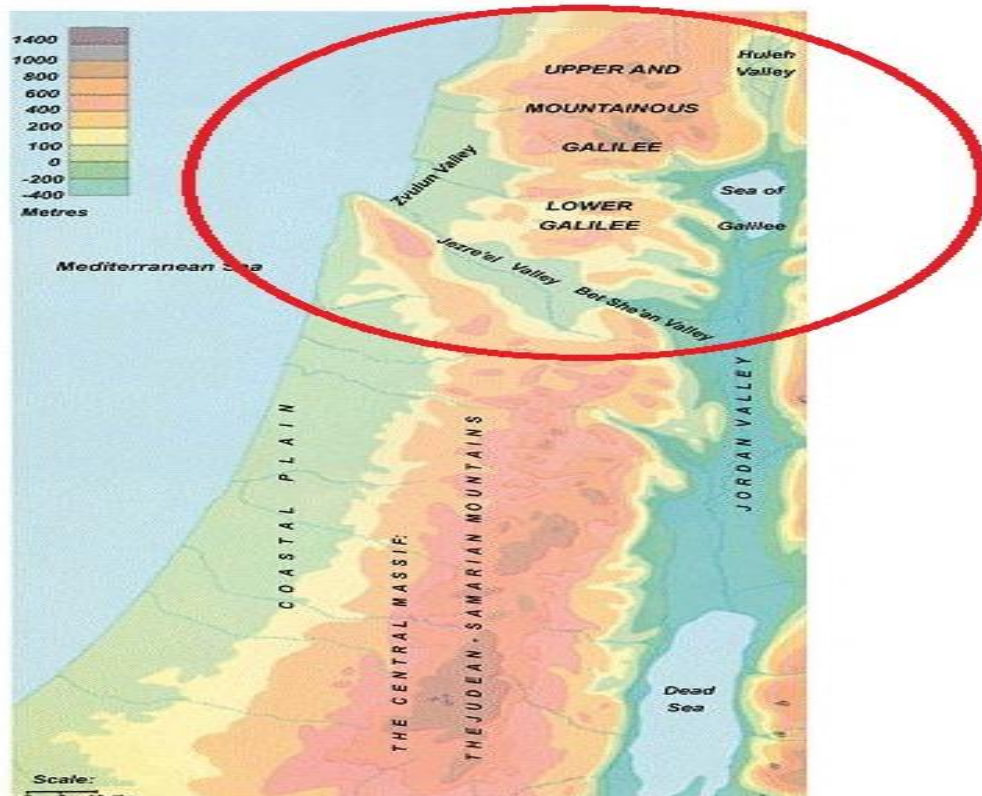 1400
1000
800
600
400
200
100
0
-200
-400
Metres
UPPER AND
MOUNTAINOUS
GALILEE
Huleh
Valley
Zvulun Valley
LOWER
GALILEE
Sea of
Galilee
Jezre'el Valley
Bet-She'an Valley
Mediterranean Sea
COASTAL PLAIN
THE CENTRAL MASSIF:
THEJUDEAN - SAMARIAN MOUNTAINS
JORDAN VALLEY
Dead
Sea
Scale: